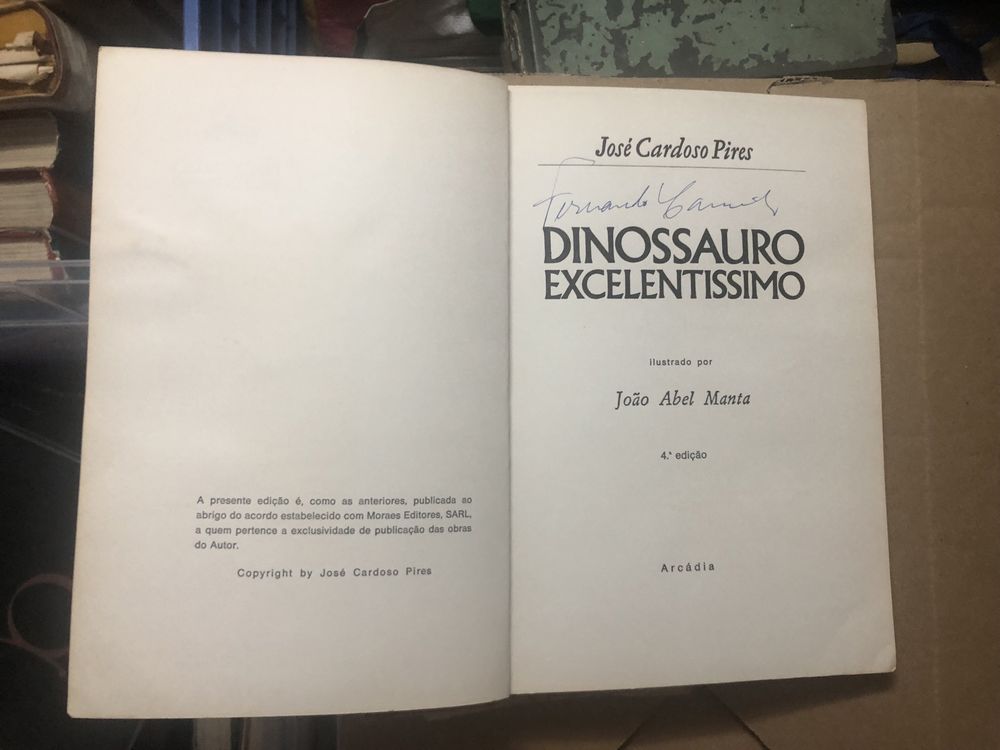 A presente edição é, como as anteriores, publicada ao
abrigo do acordo estabelecido com Moraes Editores, SARL,
a quem pertence a exclusividade de publicação das obras
do Autor.
Copyright by José Cardoso Pires
José Cardoso Pires
Fernando
DINOSSAURO
EXCELENTISSIMO
ilustrado por
João Abel Manta
4.ª edição
Arcádia